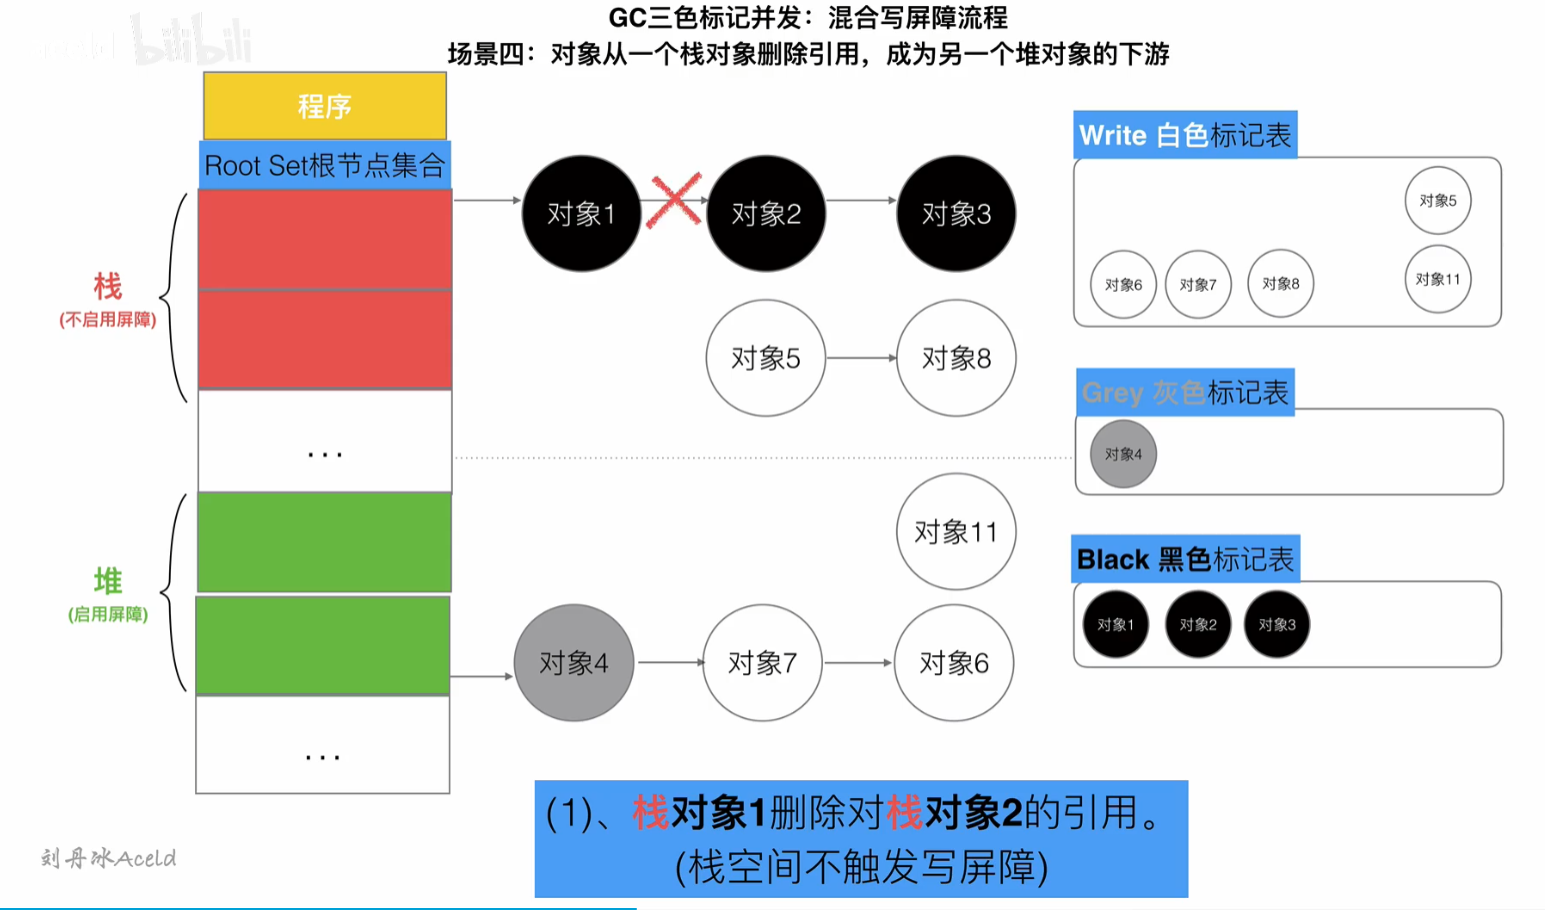 GC三色标记并发：混合写屏障流程
场景四：对象从一个栈对象删除引用，成为另一个堆对象的下游
bilibili
程序
Root Set根节点集合
栈
(不启用屏障)
...
堆
(启用屏障)
...
对象1
对象2
对象3
对象5
对象8
对象11
对象4
对象7
对象6
Write 白色标记表
对象5
对象6
对象7
对象8
对象11
Grey 灰色标记表
对象4
Black 黑色标记表
对象1
对象2
对象3
(1)、栈对象1删除对栈对象2的引用。
(栈空间不触发写屏障)
刘丹冰Aceld